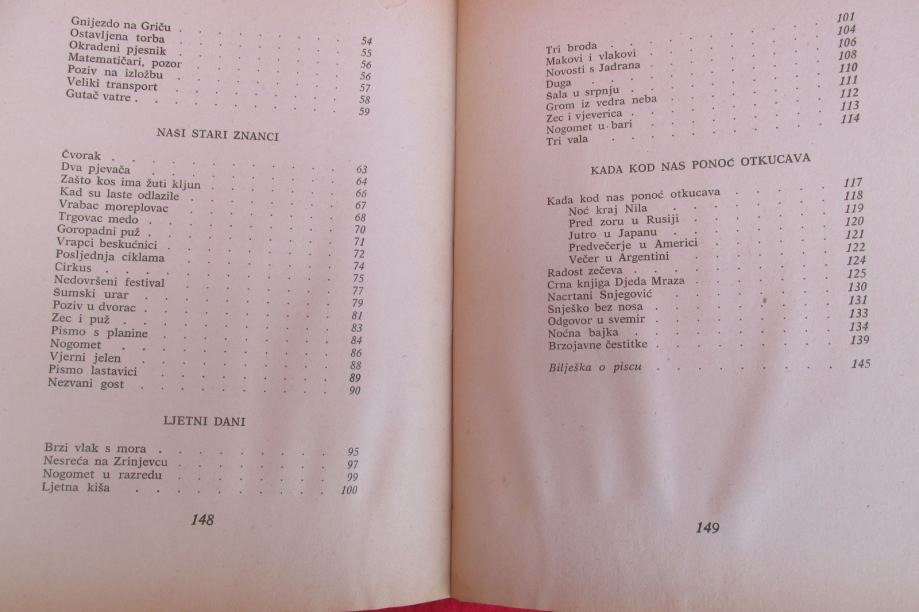 Gnijezdo na Griču . . . . . . . 54
Ostavljena torba . . . . . . . 55
Okradeni pjesnik . . . . . . . 56
Matematičari, pozor . . . . . . . 56
Poziv na izložbu . . . . . . . 57
Veliki transport . . . . . . . 58
Gutač vatre . . . . . . . 59
NAŠI STARI ZNANCI
Čvorak . . . . . . . 63
Dva pjevača . . . . . . . 64
Zašto kos ima žuti kljun . . . . . . . 66
Kad su laste odlazile . . . . . . . 67
Vrabac moreplovac . . . . . . . 68
Trgovac medo . . . . . . . 70
Goropadni puž . . . . . . . 71
Vrapci beskućnici . . . . . . . 72
Posljednja ciklama . . . . . . . 74
Cirkus . . . . . . . 75
Nedovršeni festival . . . . . . . 77
Šumski urar . . . . . . . 79
Poziv u dvorac . . . . . . . 81
Zec i puž . . . . . . . 83
Pismo s planine . . . . . . . 84
Nogomet . . . . . . . 86
Vjerni jelen . . . . . . . 88
Pismo lastavici . . . . . . . 89
Nezvani gost . . . . . . . 90
LJETNI DANI
Brzi vlak s mora . . . . . . . 95
Nesreća na Zrinjevcu . . . . . . . 97
Nogomet u razredu . . . . . . . 99
Ljetna kiša . . . . . . . 100
148
Tri broda . . . . . . . 101
Makovi i vlakovi . . . . . . . 104
Novosti s Jadrana . . . . . . . 106
Duga . . . . . . . 108
Šala u srpnju . . . . . . . 110
Grom iz vedra neba . . . . . . . 111
Zec i vjeverica . . . . . . . 112
Nogomet u bari . . . . . . . 113
Tri vala . . . . . . . 114
KADA KOD NAS PONOĆ OTKUCAVA
Kada kod nas ponoć otkucava . . . . . . 117
Noć kraj Nila . . . . . . . 118
Pred zoru u Rusiji . . . . . . . 119
Jutro u Japanu . . . . . . . 120
Predvečerje u Americi . . . . . . . 121
Večer u Argentini . . . . . . . 122
Radost zečeva . . . . . . . 124
Crna knjiga Djeda Mraza . . . . . . . 125
Nacrtani Snjegović . . . . . . . 130
Snješko bez nosa . . . . . . . 131
Odgovor u svemir . . . . . . . 133
Noćna bajka . . . . . . . 134
Brzojavne čestitke . . . . . . . 139
Bilješka o piscu . . . . . . . 145
149